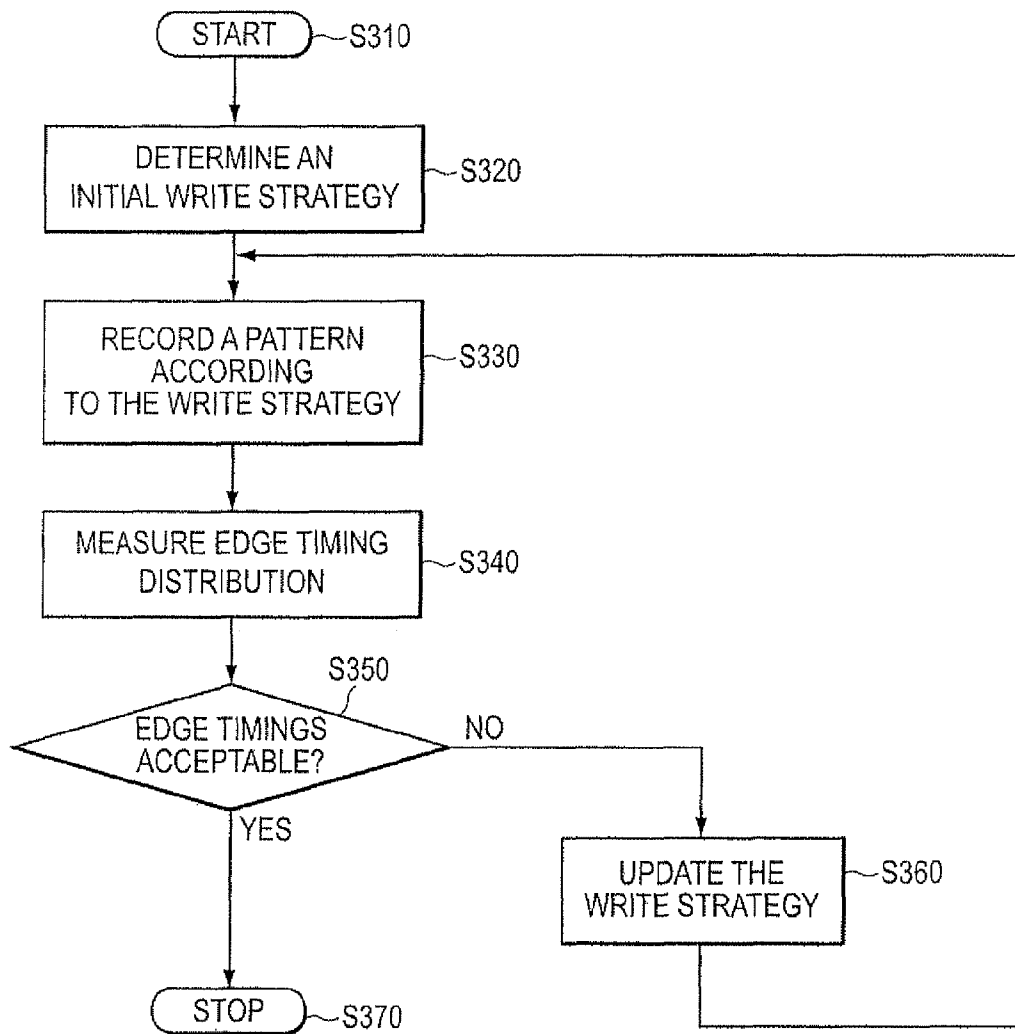 START
S310
DETERMINE AN
INITIAL WRITE STRATEGY
S320
RECORD A PATTERN
ACCORDING
TO THE WRITE STRATEGY
S330
MEASURE EDGE TIMING
DISTRIBUTION
S340
S350
EDGE TIMINGS
ACCEPTABLE?
NO
YES
UPDATE THE
WRITE STRATEGY
S360
STOP
S370